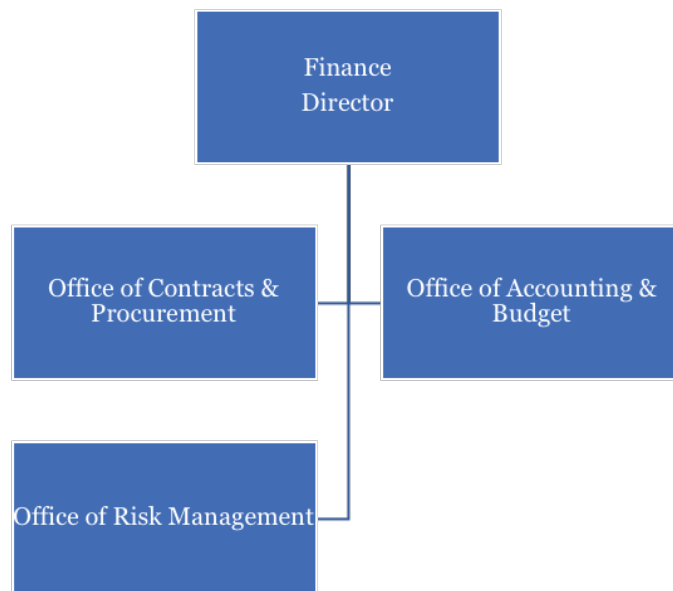 Finance
Director
Office of Contracts &
Procurement
Office of Accounting &
Budget
Office of Risk Management